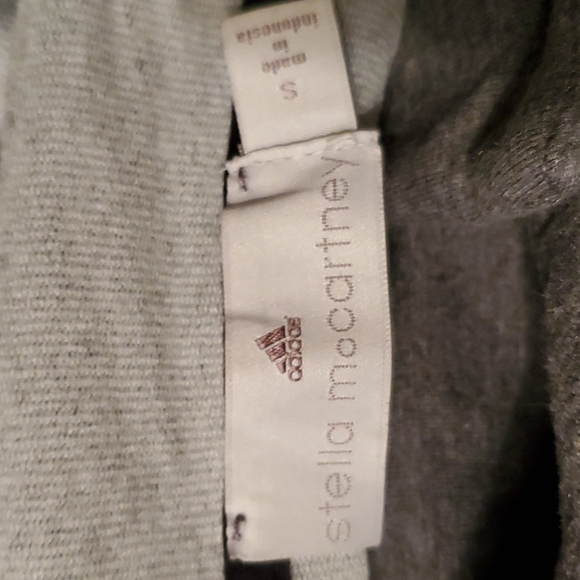 adidas
stella mccartney
S
made
in
indonesia